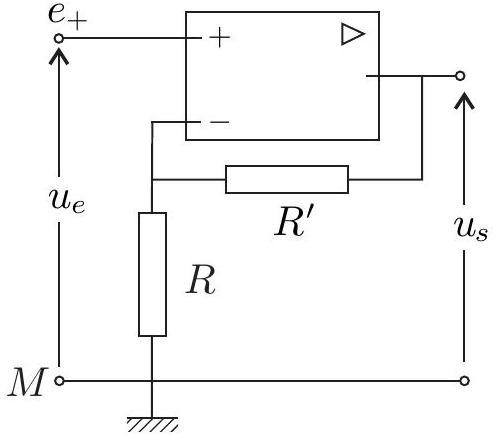 e₊
+
−
uₑ
R′
uₛ
R
M